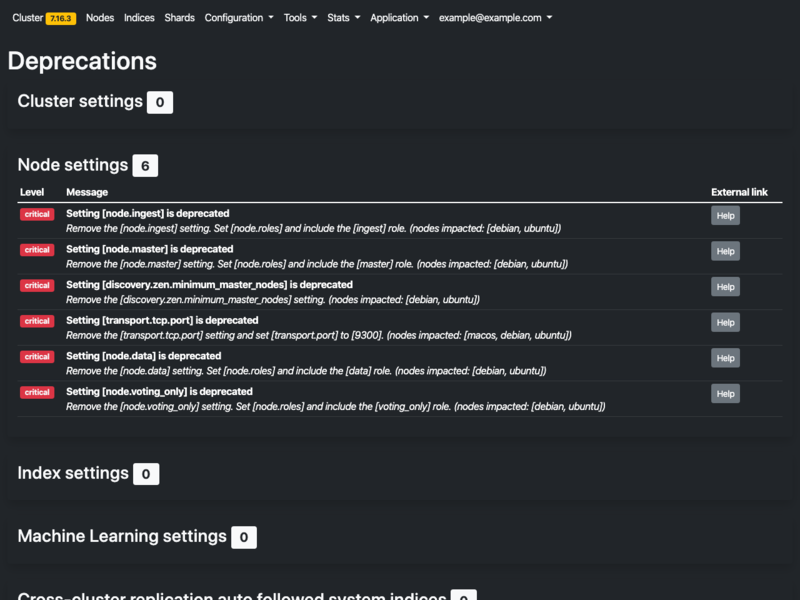 Cluster 7.16.3 Nodes Indices Shards Configuration Tools Stats Application example@example.com
Deprecations
Cluster settings 0
Node settings 6
Level Message External link
critical Setting [node.ingest] is deprecated Help
Remove the [node.ingest] setting. Set [node.roles] and include the [ingest] role. (nodes impacted: [debian, ubuntu])
critical Setting [node.master] is deprecated Help
Remove the [node.master] setting. Set [node.roles] and include the [master] role. (nodes impacted: [debian, ubuntu])
critical Setting [discovery.zen.minimum_master_nodes] is deprecated Help
Remove the [discovery.zen.minimum_master_nodes] setting. (nodes impacted: [debian, ubuntu])
critical Setting [transport.tcp.port] is deprecated Help
Remove the [transport.tcp.port] setting and set [transport.port] to [9300]. (nodes impacted: [macos, debian, ubuntu])
critical Setting [node.data] is deprecated Help
Remove the [node.data] setting. Set [node.roles] and include the [data] role. (nodes impacted: [debian, ubuntu])
critical Setting [node.voting_only] is deprecated Help
Remove the [node.voting_only] setting. Set [node.roles] and include the [voting_only] role. (nodes impacted: [debian, ubuntu])
Index settings 0
Machine Learning settings 0
Cross-cluster replication auto followed system indices 0